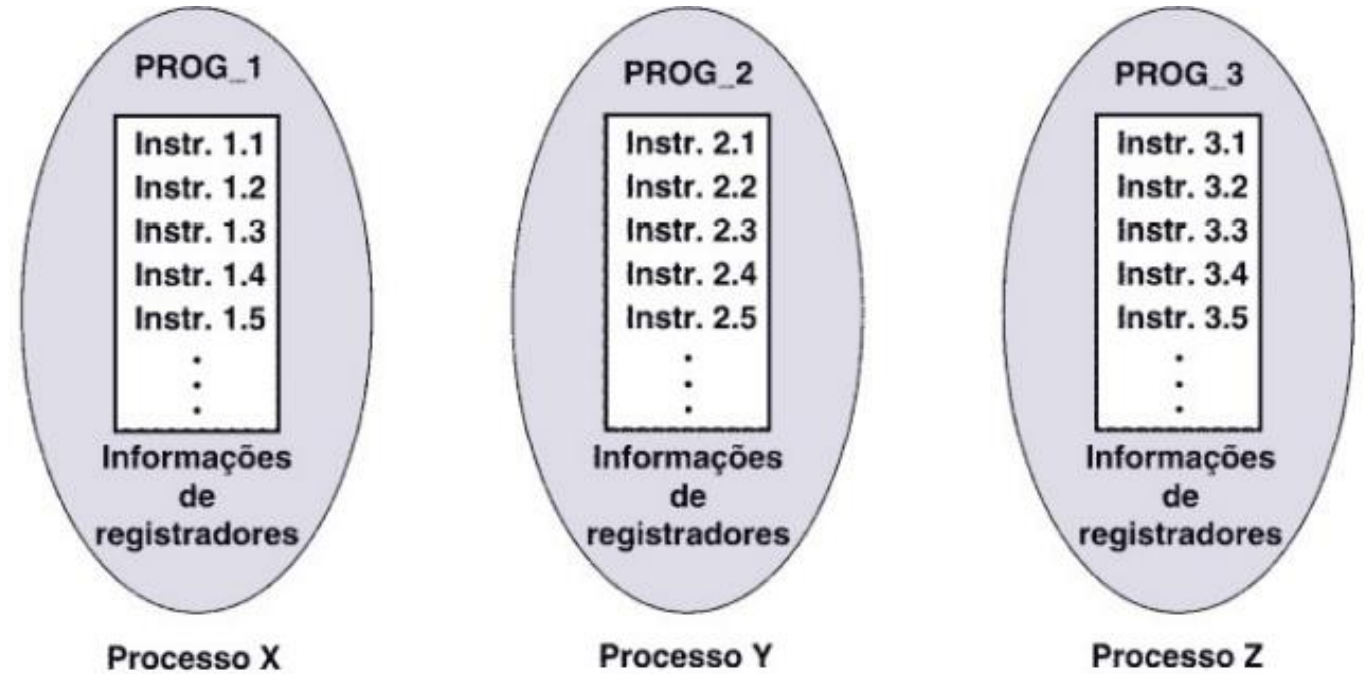 PROG_1
Instr. 1.1
Instr. 1.2
Instr. 1.3
Instr. 1.4
Instr. 1.5
Informações
de
registradores
Processo X
PROG_2
Instr. 2.1
Instr. 2.2
Instr. 2.3
Instr. 2.4
Instr. 2.5
Informações
de
registradores
Processo Y
PROG_3
Instr. 3.1
Instr. 3.2
Instr. 3.3
Instr. 3.4
Instr. 3.5
Informações
de
registradores
Processo Z